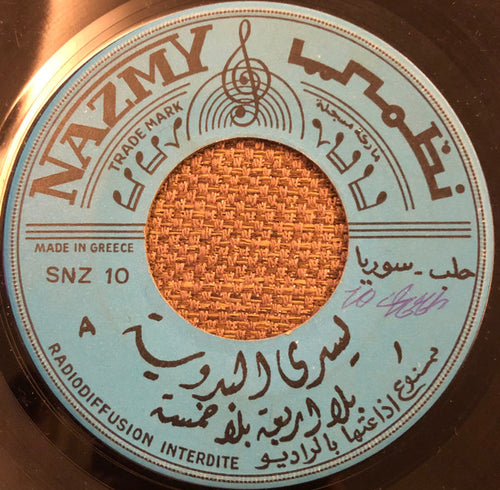 NAZMY
نظمي
TRADE MARK
ماركة مسجلة
MADE IN GREECE
SNZ 10
حلب - سوريا
10
A
١
يسرى البدوية
بلا اربعة بلا خمسة
RADIODIFFUSION INTERDITE
ممنوع اذاعتها بالراديو